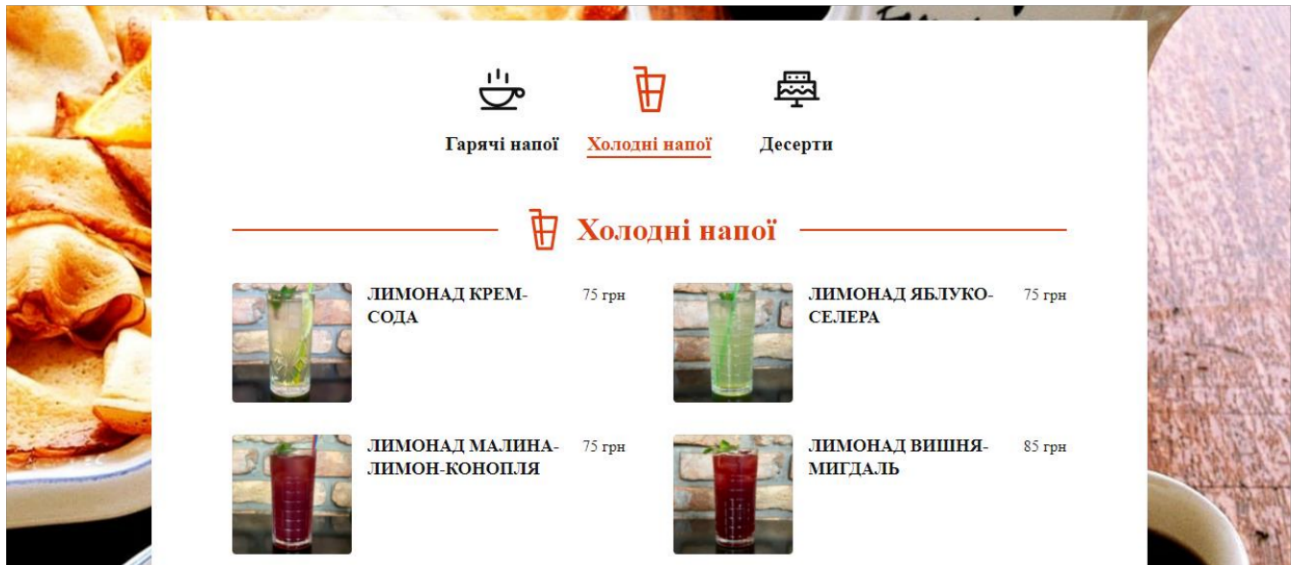 Гарячі напої
Холодні напої
Десерти
Холодні напої
ЛИМОНАД КРЕМ-
СОДА
75 грн
ЛИМОНАД ЯБЛУКО-
СЕЛЕРА
75 грн
ЛИМОНАД МАЛИНА-
ЛИМОН-КОНОПЛЯ
75 грн
ЛИМОНАД ВИШНЯ-
МИГДАЛЬ
85 грн